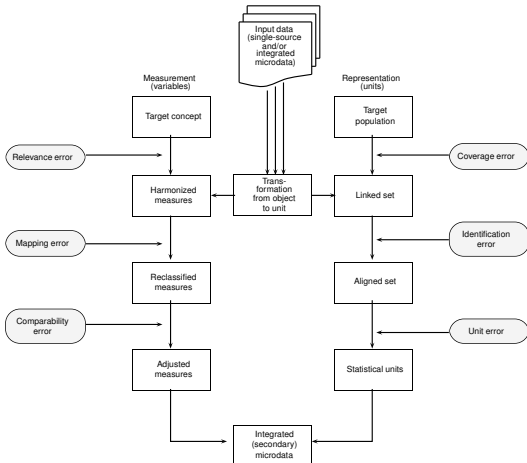 Input data
(single-source
and/or
integrated
microdata)
Measurement
(variables)
Representation
(units)
Target concept
Target
population
Relevance error
Coverage error
Harmonized
measures
Trans-
formation
from object
to unit
Linked set
Mapping error
Identification
error
Reclassified
measures
Aligned set
Comparability
error
Unit error
Adjusted
measures
Statistical units
Integrated
(secondary)
microdata